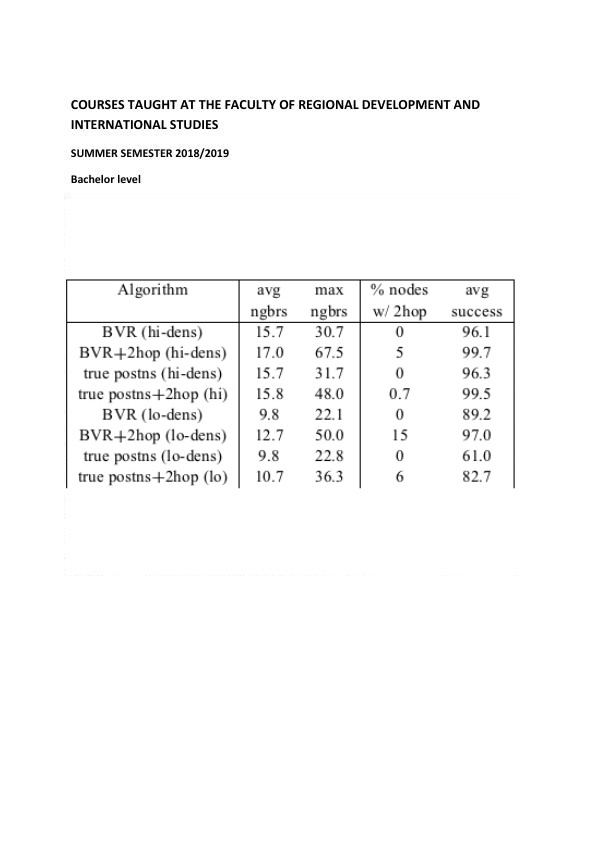 COURSES TAUGHT AT THE FACULTY OF REGIONAL DEVELOPMENT AND
INTERNATIONAL STUDIES
SUMMER SEMESTER 2018/2019
Bachelor level
Algorithm avg max % nodes avg
ngbrs ngbrs w/ 2hop success
BVR (hi-dens) 15.7 30.7 0 96.1
BVR+2hop (hi-dens) 17.0 67.5 5 99.7
true postns (hi-dens) 15.7 31.7 0 96.3
true postns+2hop (hi) 15.8 48.0 0.7 99.5
BVR (lo-dens) 9.8 22.1 0 89.2
BVR+2hop (lo-dens) 12.7 50.0 15 97.0
true postns (lo-dens) 9.8 22.8 0 61.0
true postns+2hop (lo) 10.7 36.3 6 82.7